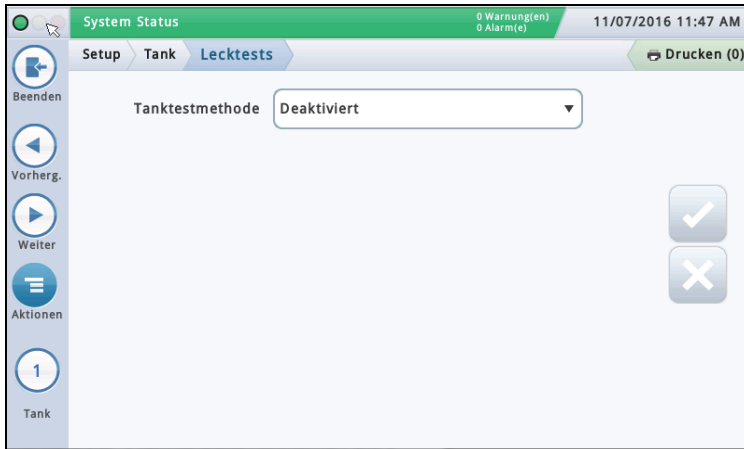 System Status
0 Warnung(en)
0 Alarm(e)
11/07/2016 11:47 AM
Setup Tank Lecktests
Drucken (0)
Beenden
Tanktestmethode Deaktiviert
Vorherg.
Weiter
Aktionen
1
Tank